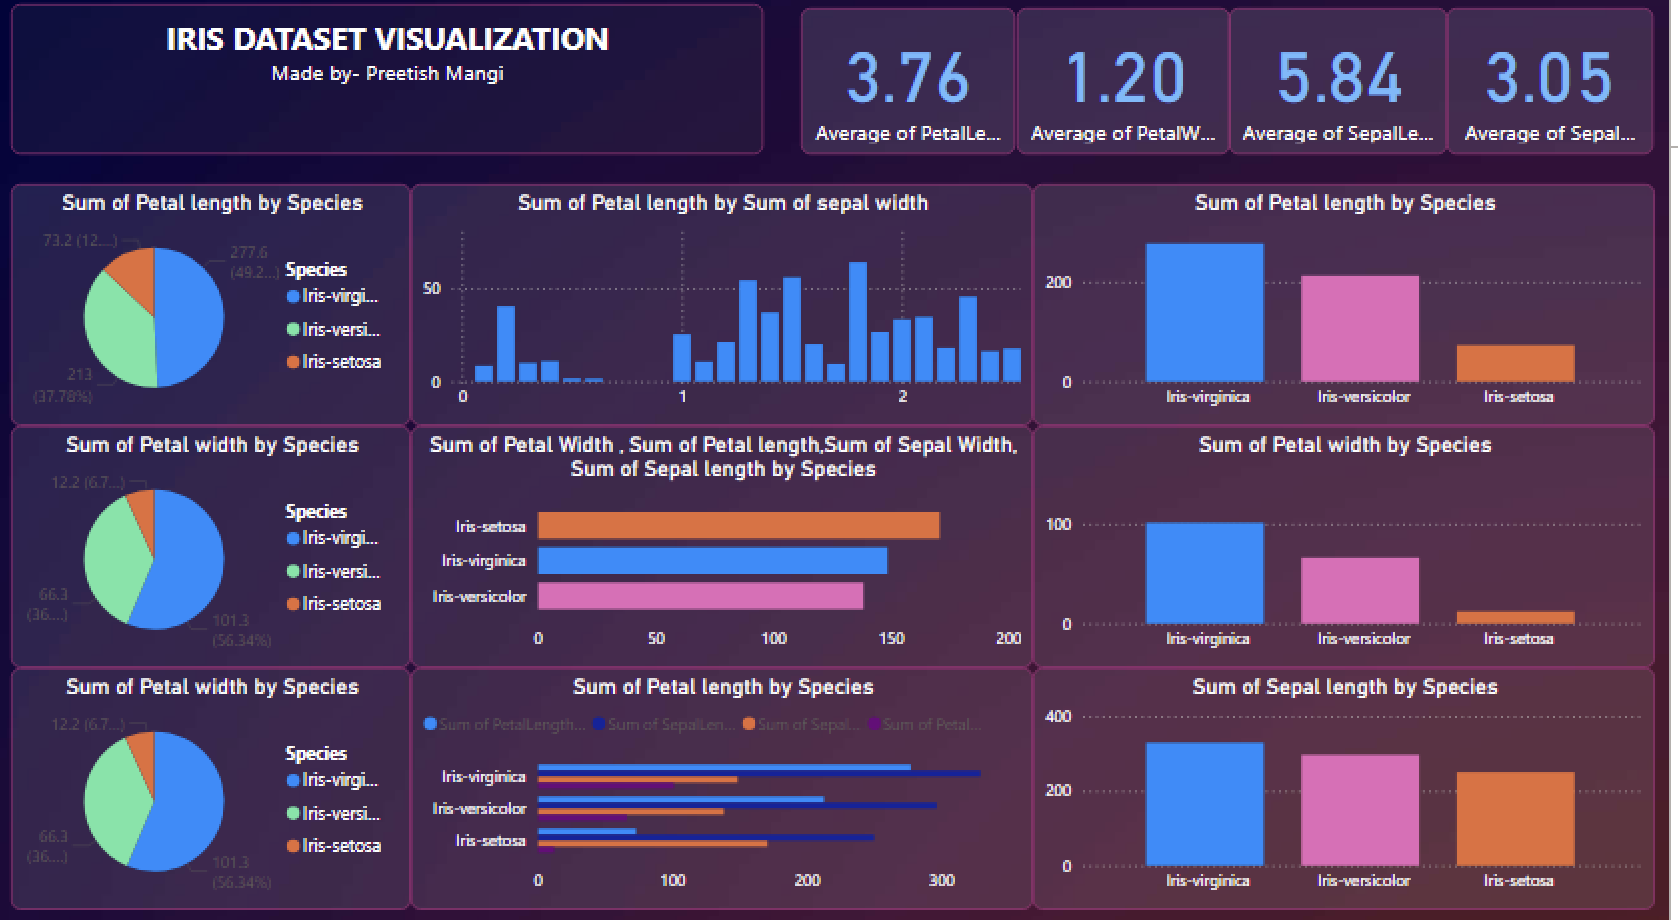 IRIS DATASET VISUALIZATION
Made by- Preetish Mangi
3.76
Average of PetalLe...
1.20
Average of PetalW...
5.84
Average of SepalLe...
3.05
Average of Sepal...
Sum of Petal length by Species
73.2 (12....)
277.6
(49.2...)
213
(37.78%)
Species
Iris-virgi...
Iris-versi...
Iris-setosa
Sum of Petal length by Sum of sepal width
50
0
0 1 2
Sum of Petal length by Species
200
0
Iris-virginica Iris-versicolor Iris-setosa
Sum of Petal width by Species
12.2 (6.7...)
66.3
(36....)
101.3
(56.34%)
Species
Iris-virgi...
Iris-versi...
Iris-setosa
Sum of Petal Width , Sum of Petal length,Sum of Sepal Width,
Sum of Sepal length by Species
Iris-setosa
Iris-virginica
Iris-versicolor
0 50 100 150 200
Sum of Petal width by Species
100
0
Iris-virginica Iris-versicolor Iris-setosa
Sum of Petal width by Species
12.2 (6.7...)
66.3
(36....)
101.3
(56.34%)
Species
Iris-virgi...
Iris-versi...
Iris-setosa
Sum of Petal length by Species
Sum of PetalLength... Sum of SepalLen... Sum of Sepal... Sum of Petal...
Iris-virginica
Iris-versicolor
Iris-setosa
0 100 200 300
Sum of Sepal length by Species
400
200
0
Iris-virginica Iris-versicolor Iris-setosa